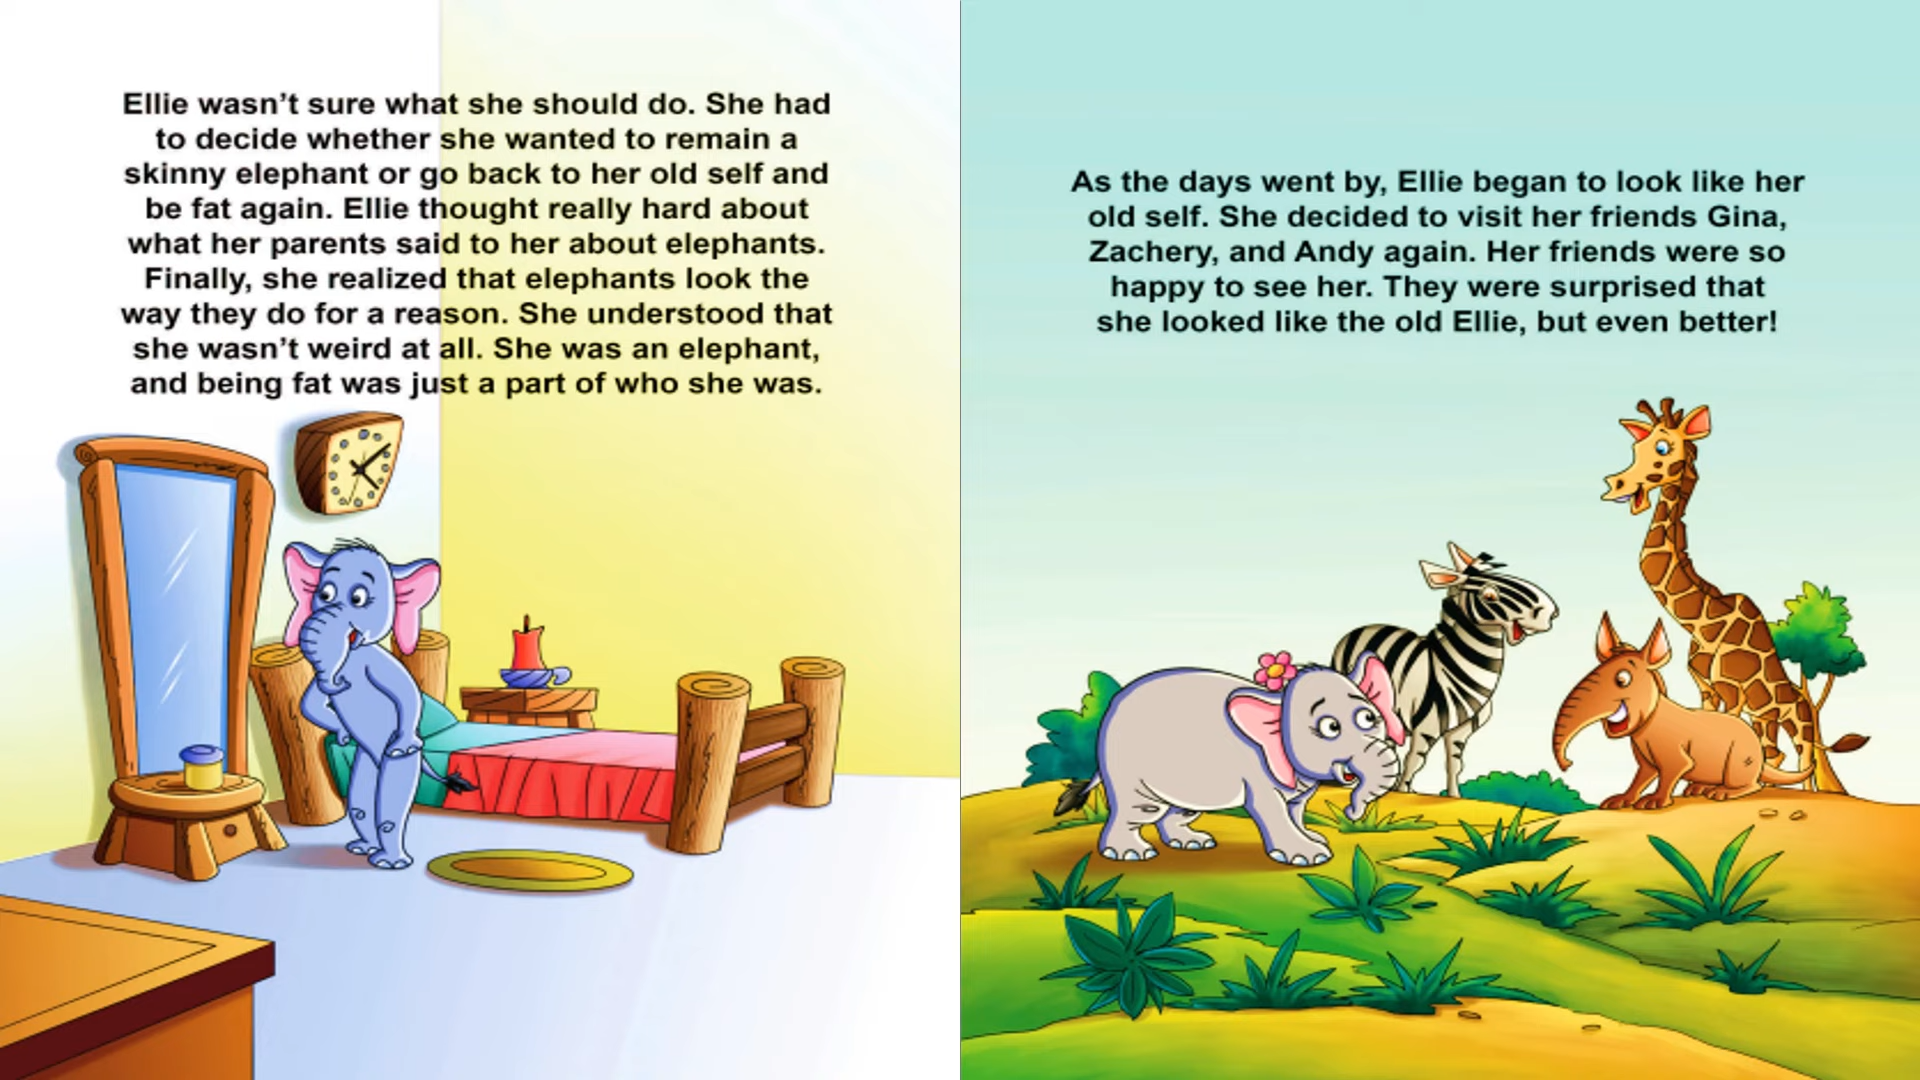 Ellie wasn’t sure what she should do. She had
to decide whether she wanted to remain a
skinny elephant or go back to her old self and
be fat again. Ellie thought really hard about
what her parents said to her about elephants.
Finally, she realized that elephants look the
way they do for a reason. She understood that
she wasn’t weird at all. She was an elephant,
and being fat was just a part of who she was.
As the days went by, Ellie began to look like her
old self. She decided to visit her friends Gina,
Zachery, and Andy again. Her friends were so
happy to see her. They were surprised that
she looked like the old Ellie, but even better!